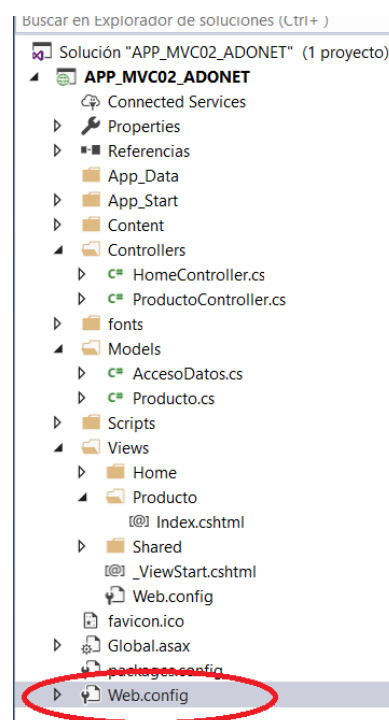 Buscar en Explorador de soluciones (Ctrl+ )
Solución "APP_MVC02_ADONET" (1 proyecto)
APP_MVC02_ADONET
Connected Services
Properties
Referencias
App_Data
App_Start
Content
Controllers
C# HomeController.cs
C# ProductoController.cs
fonts
Models
C# AccesoDatos.cs
C# Producto.cs
Scripts
Views
Home
Producto
[@] Index.cshtml
Shared
[@] _ViewStart.cshtml
Web.config
favicon.ico
Global.asax
packages.config
Web.config